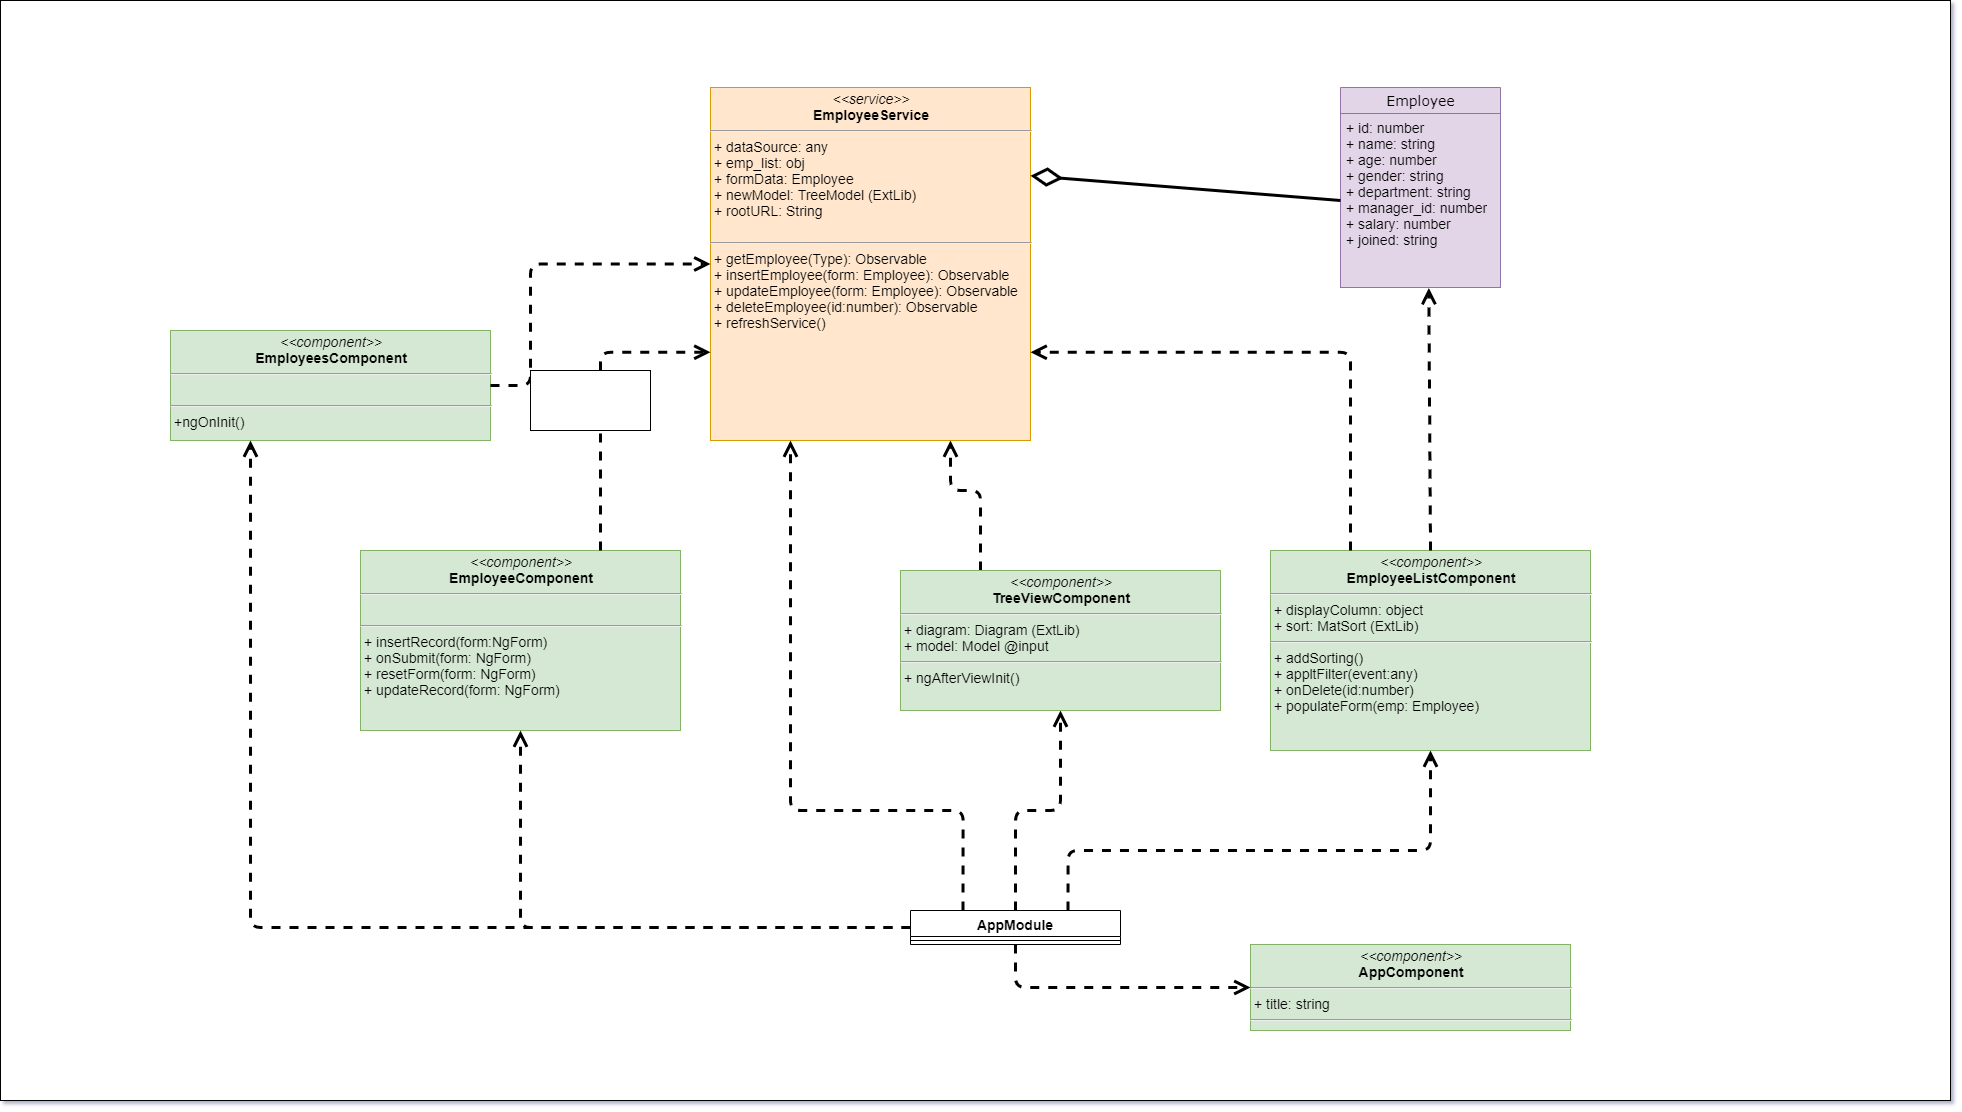 <<service>>
EmployeeService
+ dataSource: any
+ emp_list: obj
+ formData: Employee
+ newModel: TreeModel (ExtLib)
+ rootURL: String
+ getEmployee(Type): Observable
+ insertEmployee(form: Employee): Observable
+ updateEmployee(form: Employee): Observable
+ deleteEmployee(id:number): Observable
+ refreshService()
Employee
+ id: number
+ name: string
+ age: number
+ gender: string
+ department: string
+ manager_id: number
+ salary: number
+ joined: string
<<component>>
EmployeesComponent
+ngOnInit()
<<component>>
EmployeeComponent
+ insertRecord(form:NgForm)
+ onSubmit(form: NgForm)
+ resetForm(form: NgForm)
+ updateRecord(form: NgForm)
<<component>>
TreeViewComponent
+ diagram: Diagram (ExtLib)
+ model: Model @input
+ ngAfterViewInit()
<<component>>
EmployeeListComponent
+ displayColumn: object
+ sort: MatSort (ExtLib)
+ addSorting()
+ appltFilter(event:any)
+ onDelete(id:number)
+ populateForm(emp: Employee)
AppModule
<<component>>
AppComponent
+ title: string